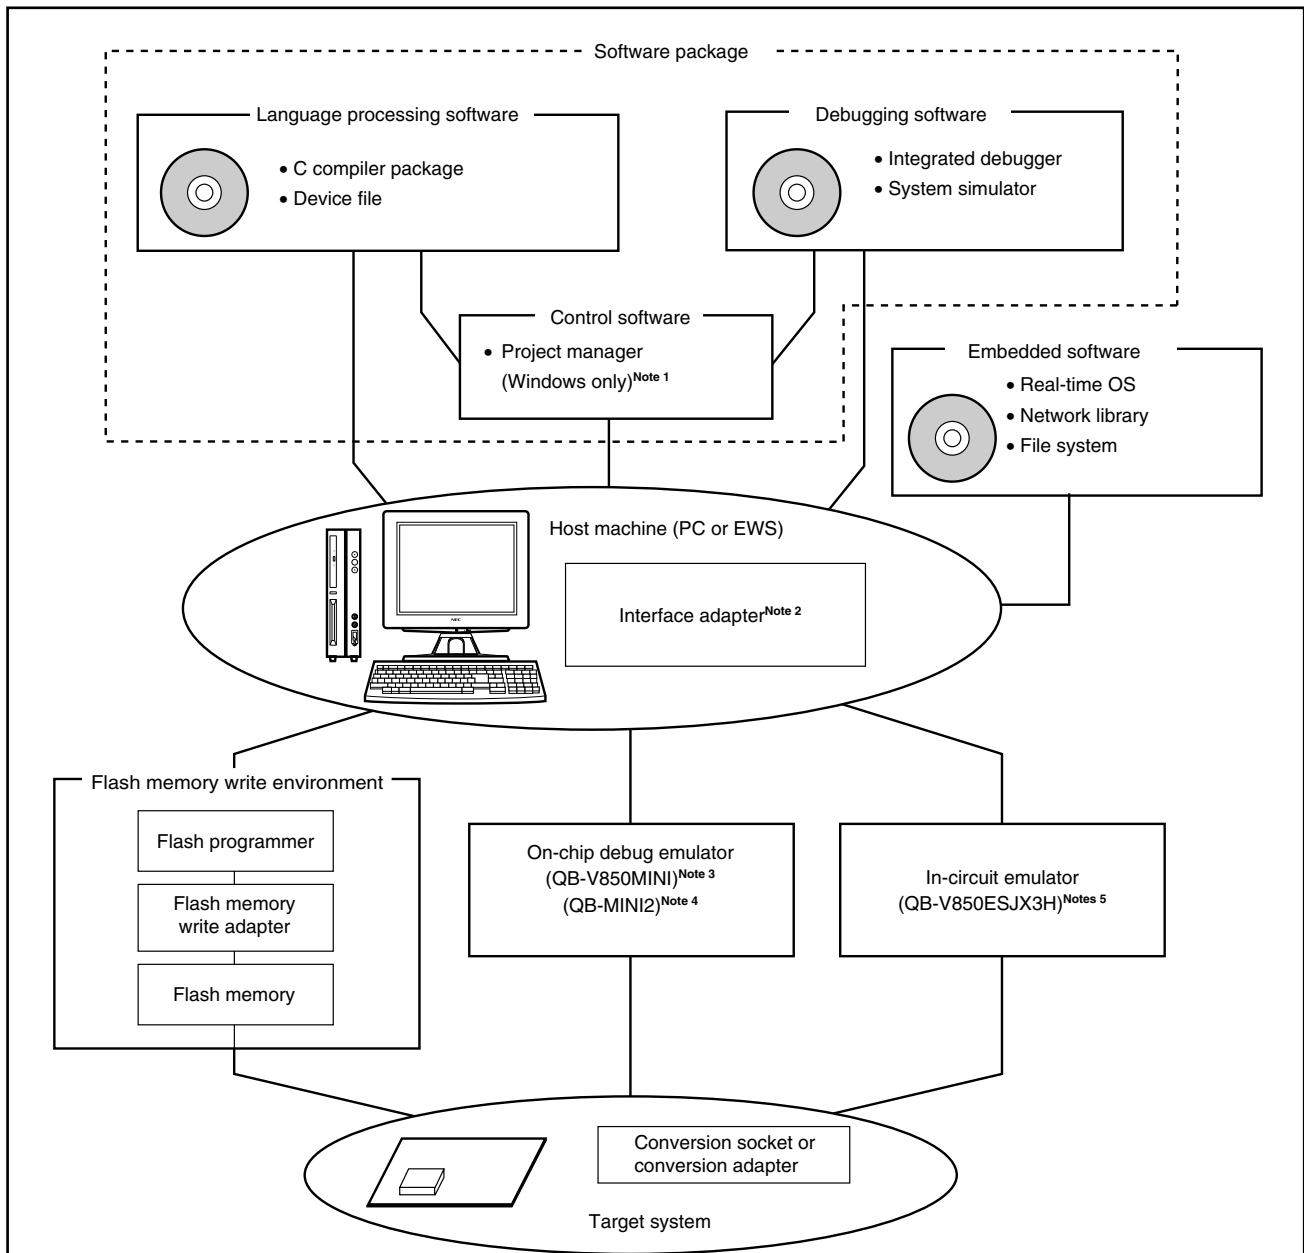 Software package
Language processing software
• C compiler package
• Device file
Debugging software
• Integrated debugger
• System simulator
Control software
• Project manager
(Windows only)Note 1
Embedded software
• Real-time OS
• Network library
• File system
Host machine (PC or EWS)
Interface adapterNote 2
NEC
Flash memory write environment
Flash programmer
Flash memory
write adapter
Flash memory
On-chip debug emulator
(QB-V850MINI)Note 3
(QB-MINI2)Note 4
In-circuit emulator
(QB-V850ESJX3H)Notes 5
Conversion socket or
conversion adapter
Target system